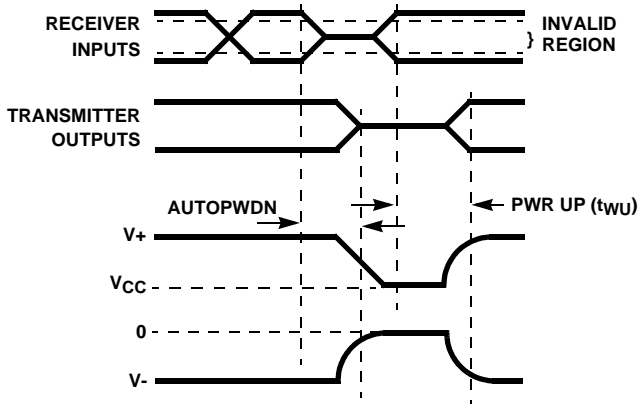 RECEIVER
INPUTS
} INVALID
REGION
TRANSMITTER
OUTPUTS
AUTOPWDN
PWR UP (tWU)
V+
VCC
0
V-